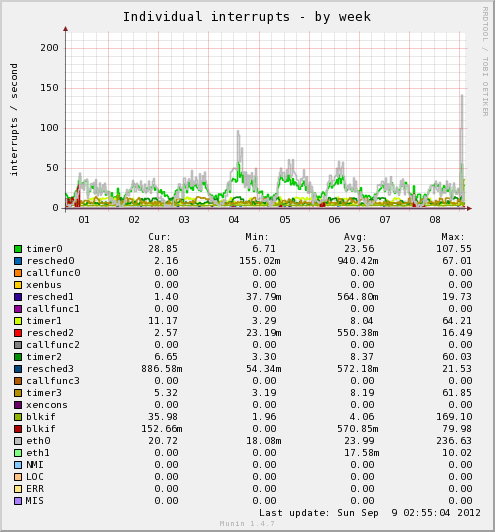 Individual interrupts - by week
RRDTOOL / TOBI OETIKER
interrupts / second
200
150
100
50
0
01 02 03 04 05 06 07 08
Cur: Min: Avg: Max:
timer0 28.85 6.71 23.56 107.55
resched0 2.16 155.02m 940.42m 67.01
callfunc0 0.00 0.00 0.00 0.00
xenbus 0.00 0.00 0.00 0.00
resched1 1.40 37.79m 564.80m 19.73
callfunc1 0.00 0.00 0.00 0.00
timer1 11.17 3.29 8.04 64.21
resched2 2.57 23.19m 550.38m 16.49
callfunc2 0.00 0.00 0.00 0.00
timer2 6.65 3.30 8.37 60.03
resched3 886.58m 54.34m 572.18m 21.53
callfunc3 0.00 0.00 0.00 0.00
timer3 5.32 3.19 8.19 61.85
xencons 0.00 0.00 0.00 0.00
blkif 35.98 1.96 4.06 169.10
blkif 152.66m 0.00 570.85m 79.98
eth0 20.72 18.08m 23.99 236.63
eth1 0.00 0.00 17.58m 10.02
NMI 0.00 0.00 0.00 0.00
LOC 0.00 0.00 0.00 0.00
ERR 0.00 0.00 0.00 0.00
MIS 0.00 0.00 0.00 0.00
Last update: Sun Sep 9 02:55:04 2012
Munin 1.4.7